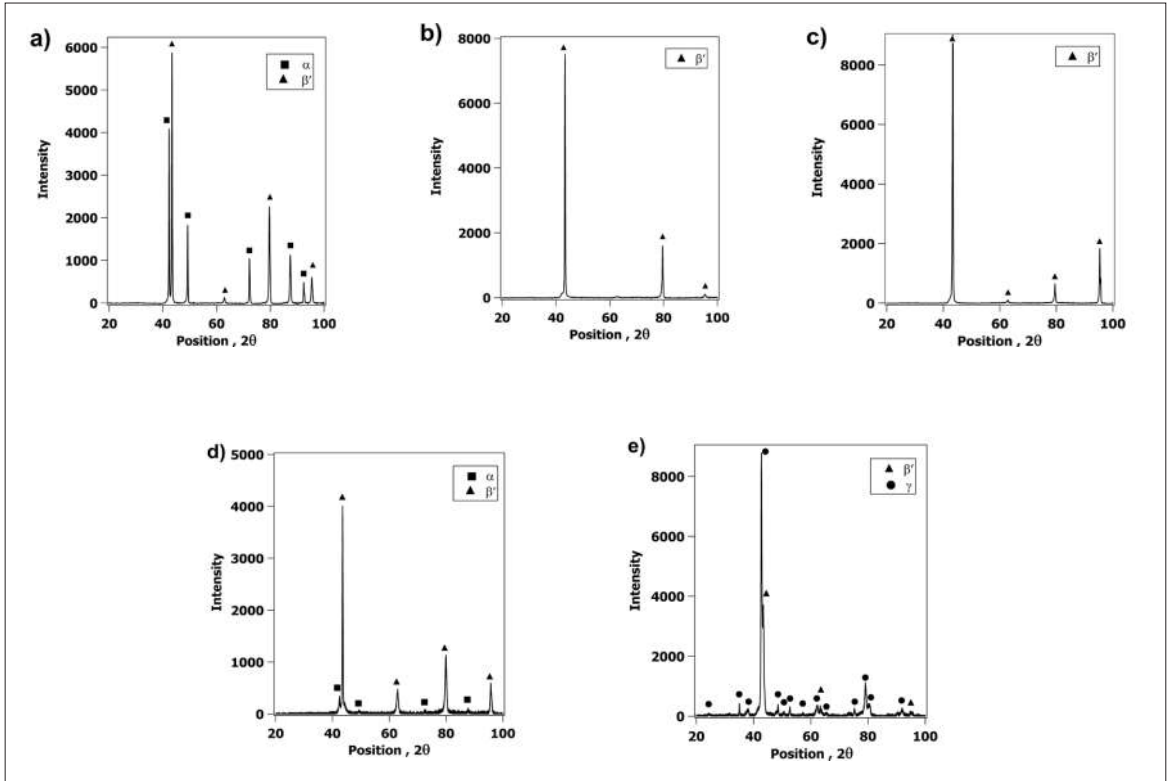 a)
6000
5000
4000
3000
2000
1000
0
Intensity
20 40 60 80 100
Position , 2θ
■ α
▲ β'
b)
8000
6000
4000
2000
0
Intensity
20 40 60 80 100
Position , 2θ
▲ β'
c)
8000
6000
4000
2000
0
Intensity
20 40 60 80 100
Position , 2θ
▲ β'
d)
5000
4000
3000
2000
1000
0
Intensity
20 40 60 80 100
Position , 2θ
■ α
▲ β'
e)
8000
6000
4000
2000
0
Intensity
20 40 60 80 100
Position , 2θ
▲ β'
● γ